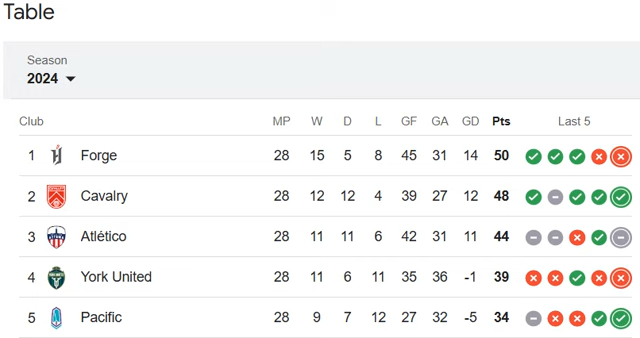 Table
Season
2024
Club MP W D L GF GA GD Pts Last 5
1 Forge 28 15 5 8 45 31 14 50
2 Cavalry 28 12 12 4 39 27 12 48
3 Atlético 28 11 11 6 42 31 11 44
4 York United 28 11 6 11 35 36 -1 39
5 Pacific 28 9 7 12 27 32 -5 34